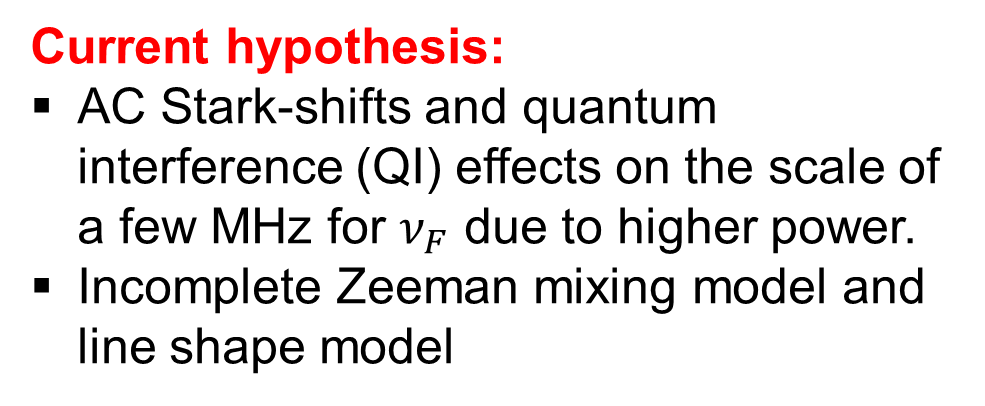 Current hypothesis:
▪ AC Stark-shifts and quantum
interference (QI) effects on the scale of
a few MHz for 𝜈𝐹 due to higher power.
▪ Incomplete Zeeman mixing model and
line shape model